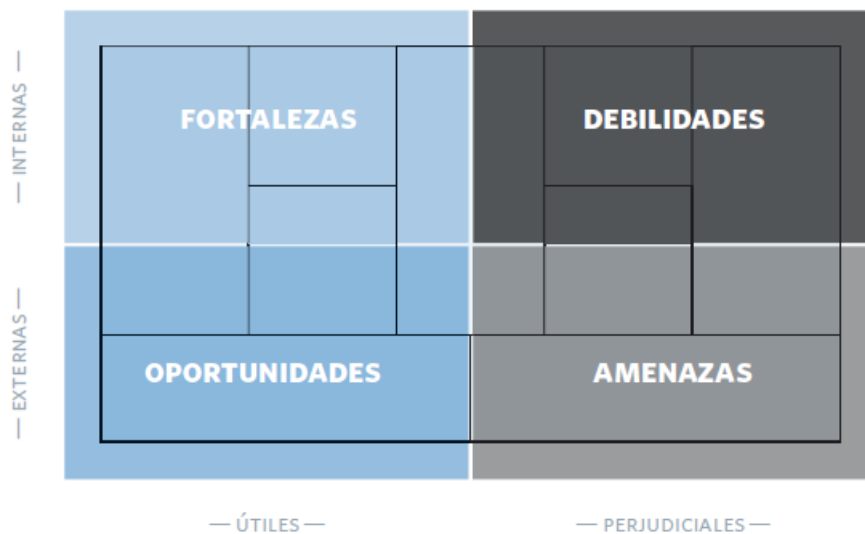 — INTERNAS —
FORTALEZAS
DEBILIDADES
— EXTERNAS —
OPORTUNIDADES
AMENAZAS
— ÚTILES —
— PERJUDICIALES —